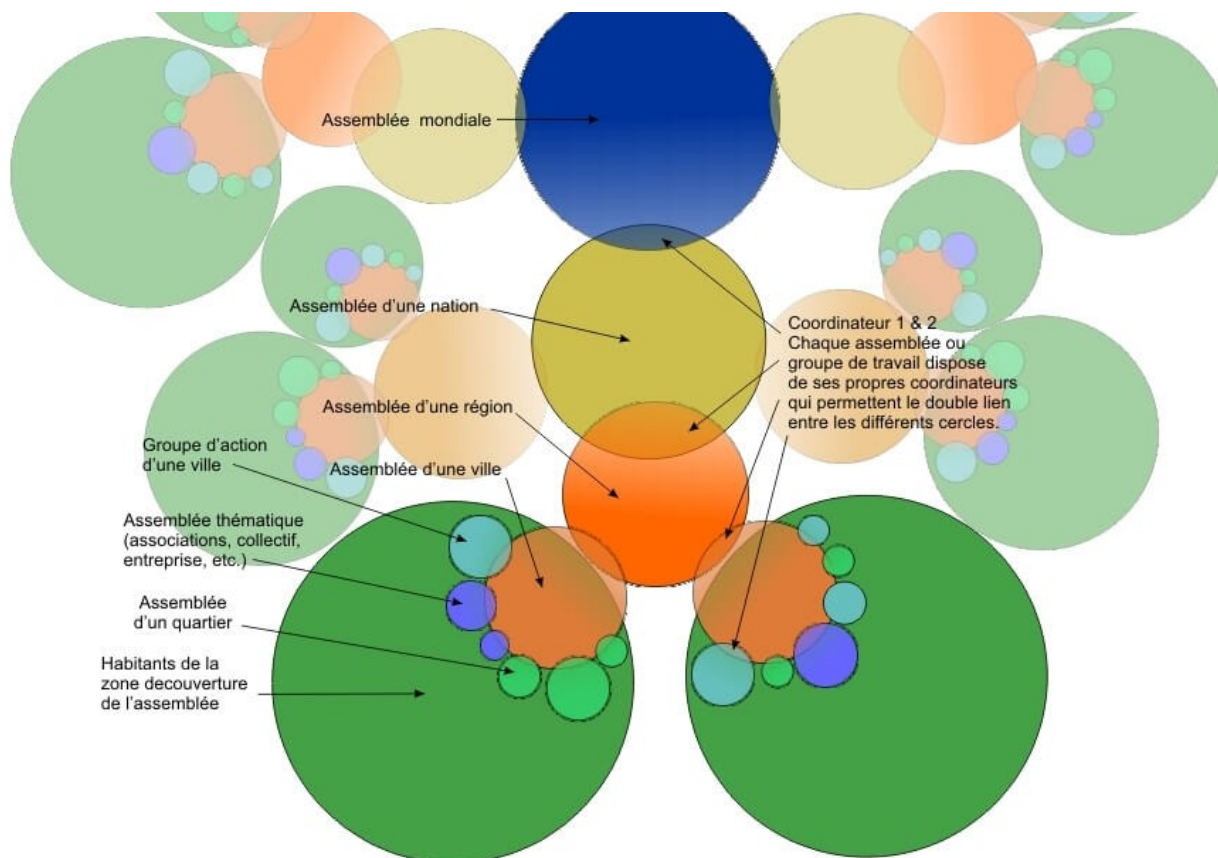 Assemblée mondiale
Assemblée d'une nation
Coordinateur 1 & 2
Chaque assemblée ou
groupe de travail dispose
de ses propres coordinateurs
qui permettent le double lien
entre les différents cercles.
Assemblée d'une région
Groupe d'action
d'une ville
Assemblée d'une ville
Assemblée thématique
(associations, collectif,
entreprise, etc.)
Assemblée
d'un quartier
Habitants de la
zone decouverture
de l'assemblée